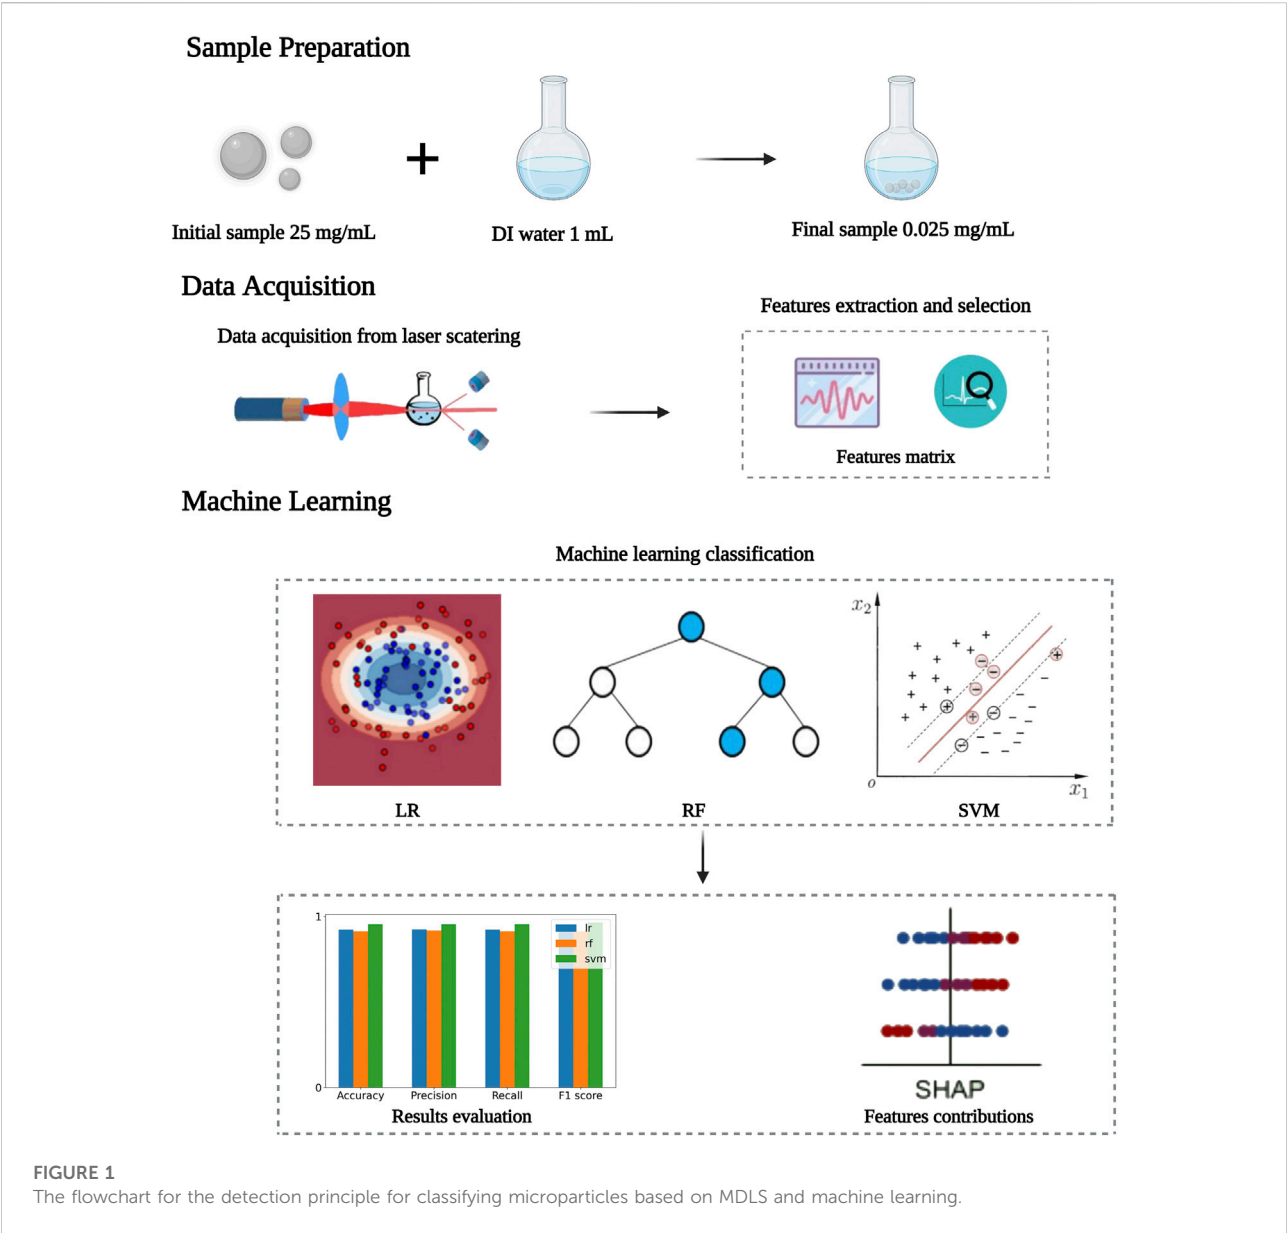 Sample Preparation
+
Initial sample 25 mg/mL
DI water 1 mL
Final sample 0.025 mg/mL
Data Acquisition
Data acquisition from laser scatering
Features extraction and selection
Features matrix
Machine Learning
Machine learning classification
x2
o
x1
LR
RF
SVM
1
0
lr
rf
svm
Accuracy
Precision
Recall
F1 score
Results evaluation
SHAP
Features contributions
FIGURE 1
The flowchart for the detection principle for classifying microparticles based on MDLS and machine learning.